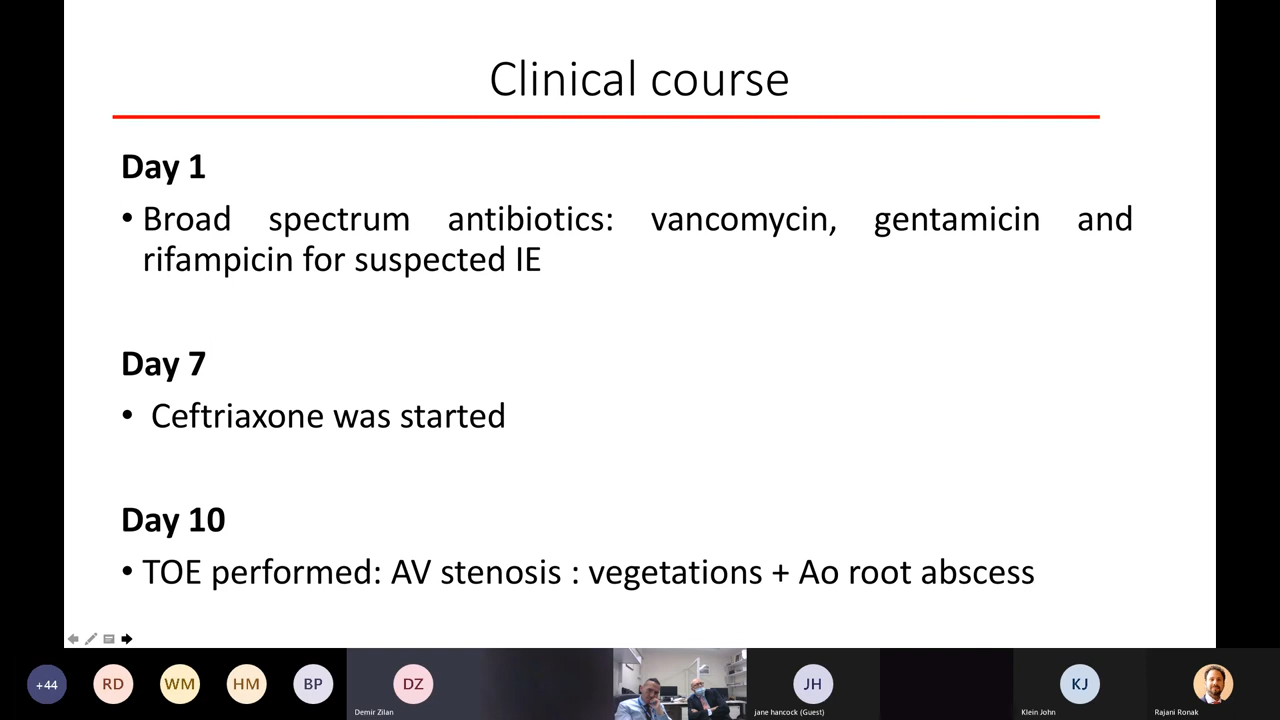 Clinical course
Day 1
• Broad spectrum antibiotics: vancomycin, gentamicin and
rifampicin for suspected IE
Day 7
• Ceftriaxone was started
Day 10
• TOE performed: AV stenosis : vegetations + Ao root abscess
+44
RD
WM
HM
BP
DZ
JH
KJ
Demir Zilan
jane hancock (Guest)
Klein John
Rajani Ronak